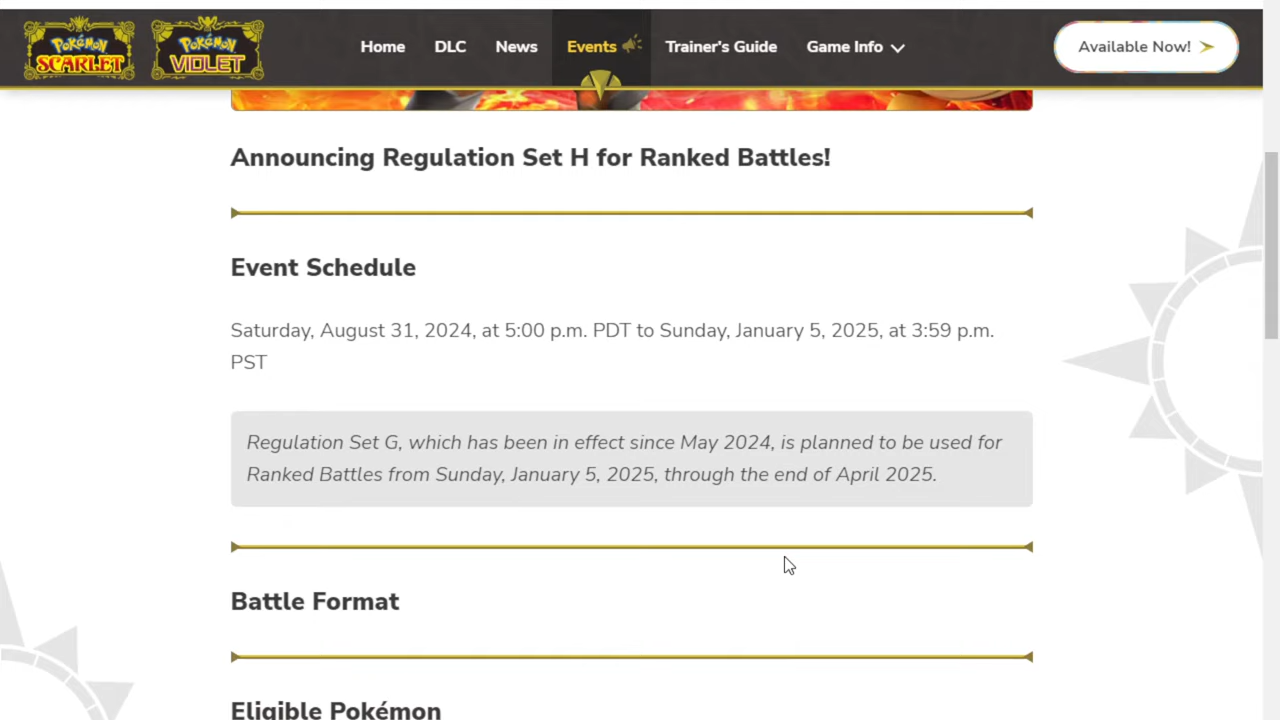 POKÉMON
SCARLET
POKÉMON
VIOLET
Home
DLC
News
Events
Trainer's Guide
Game Info
Available Now!
Announcing Regulation Set H for Ranked Battles!
Event Schedule
Saturday, August 31, 2024, at 5:00 p.m. PDT to Sunday, January 5, 2025, at 3:59 p.m.
PST
Regulation Set G, which has been in effect since May 2024, is planned to be used for
Ranked Battles from Sunday, January 5, 2025, through the end of April 2025.
Battle Format
Eligible Pokémon